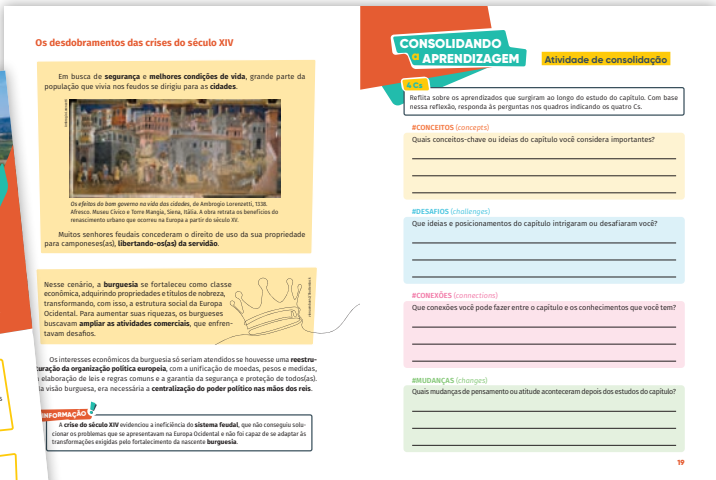 Os desdobramentos das crises do século XIV
Em busca de segurança e melhores condições de vida, grande parte da
população que vivia nos feudos se dirigiu para as cidades.
Os efeitos do bom governo na vida das cidades, de Ambrogio Lorenzetti, 1338.
Afresco. Museu Cívico e Torre Mangia, Siena, Itália. A obra retrata os benefícios do
renascimento urbano que ocorreu na Europa a partir do século XV.
Muitos senhores feudais concederam o direito de uso da sua propriedade
para camponeses(as), libertando-os(as) da servidão.
Nesse cenário, a burguesia se fortaleceu como classe
econômica, adquirindo propriedades e títulos de nobreza,
transformando, com isso, a estrutura social da Europa
Ocidental. Para aumentar suas riquezas, os burgueses
buscavam ampliar as atividades comerciais, que enfren-
tavam desafios.
Os interesses econômicos da burguesia só seriam atendidos se houvesse uma reestru-
turação da organização política europeia, com a unificação de moedas, pesos e medidas,
elaboração de leis e regras comuns e a garantia da segurança e proteção de todos(as).
visão burguesa, era necessária a centralização do poder político nas mãos dos reis.
INFORMAÇÃO
A crise do século XIV evidenciou a ineficiência do sistema feudal, que não conseguiu solu-
cionar os problemas que se apresentavam na Europa Ocidental e não foi capaz de se adaptar às
transformações exigidas pelo fortalecimento da nascente burguesia.
CONSOLIDANDO
a APRENDIZAGEM
Atividade de consolidação
4 Cs
Reflita sobre os aprendizados que surgiram ao longo do estudo do capítulo. Com base
nessa reflexão, responda às perguntas nos quadros indicando os quatro Cs.
#CONCEITOS (concepts)
Quais conceitos-chave ou ideias do capítulo você considera importantes?
#DESAFIOS (challenges)
Que ideias e posicionamentos do capítulo intrigaram ou desafiaram você?
#CONEXÕES (connections)
Que conexões você pode fazer entre o capítulo e os conhecimentos que você tem?
#MUDANÇAS (changes)
Quais mudanças de pensamento ou atitude aconteceram depois dos estudos do capítulo?
19